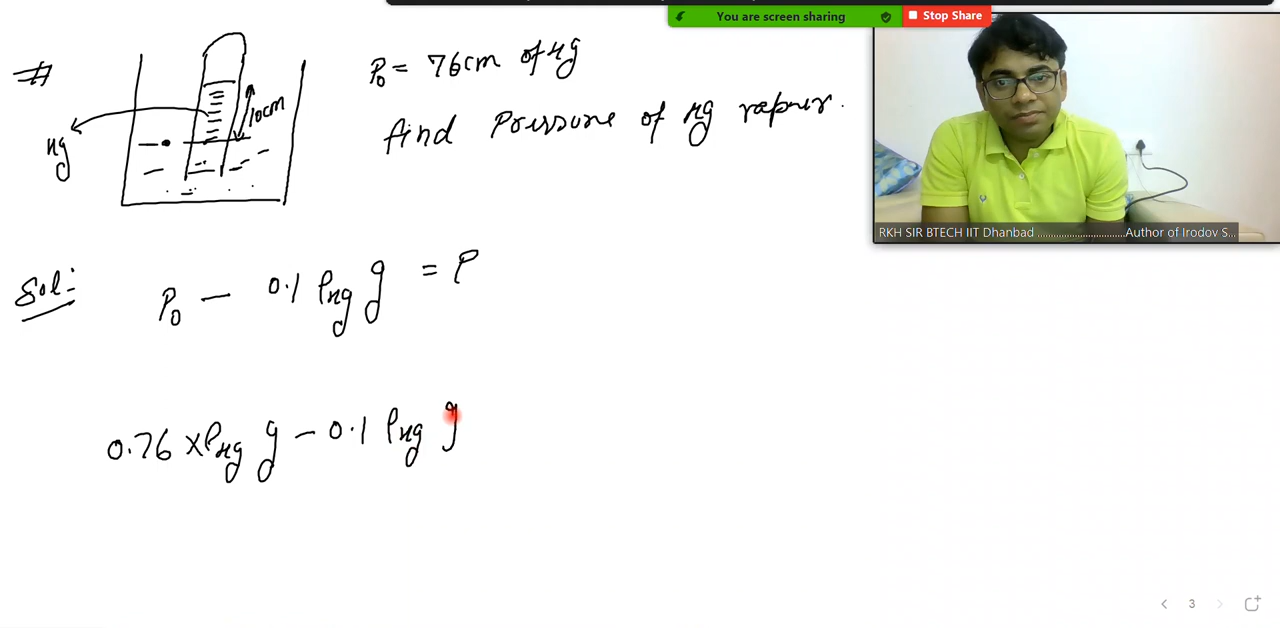 You are screen sharing
Stop Share
#
P₀ = 76cm of Hg
10cm
Hg
find Pressure of Hg vapour.
RKH SIR BTECH IIT Dhanbad ................................Author of Irodov S...
Sol:-
P₀ - 0.1 ρHg g = P
0.76 × ρHg g - 0.1 ρHg g
3